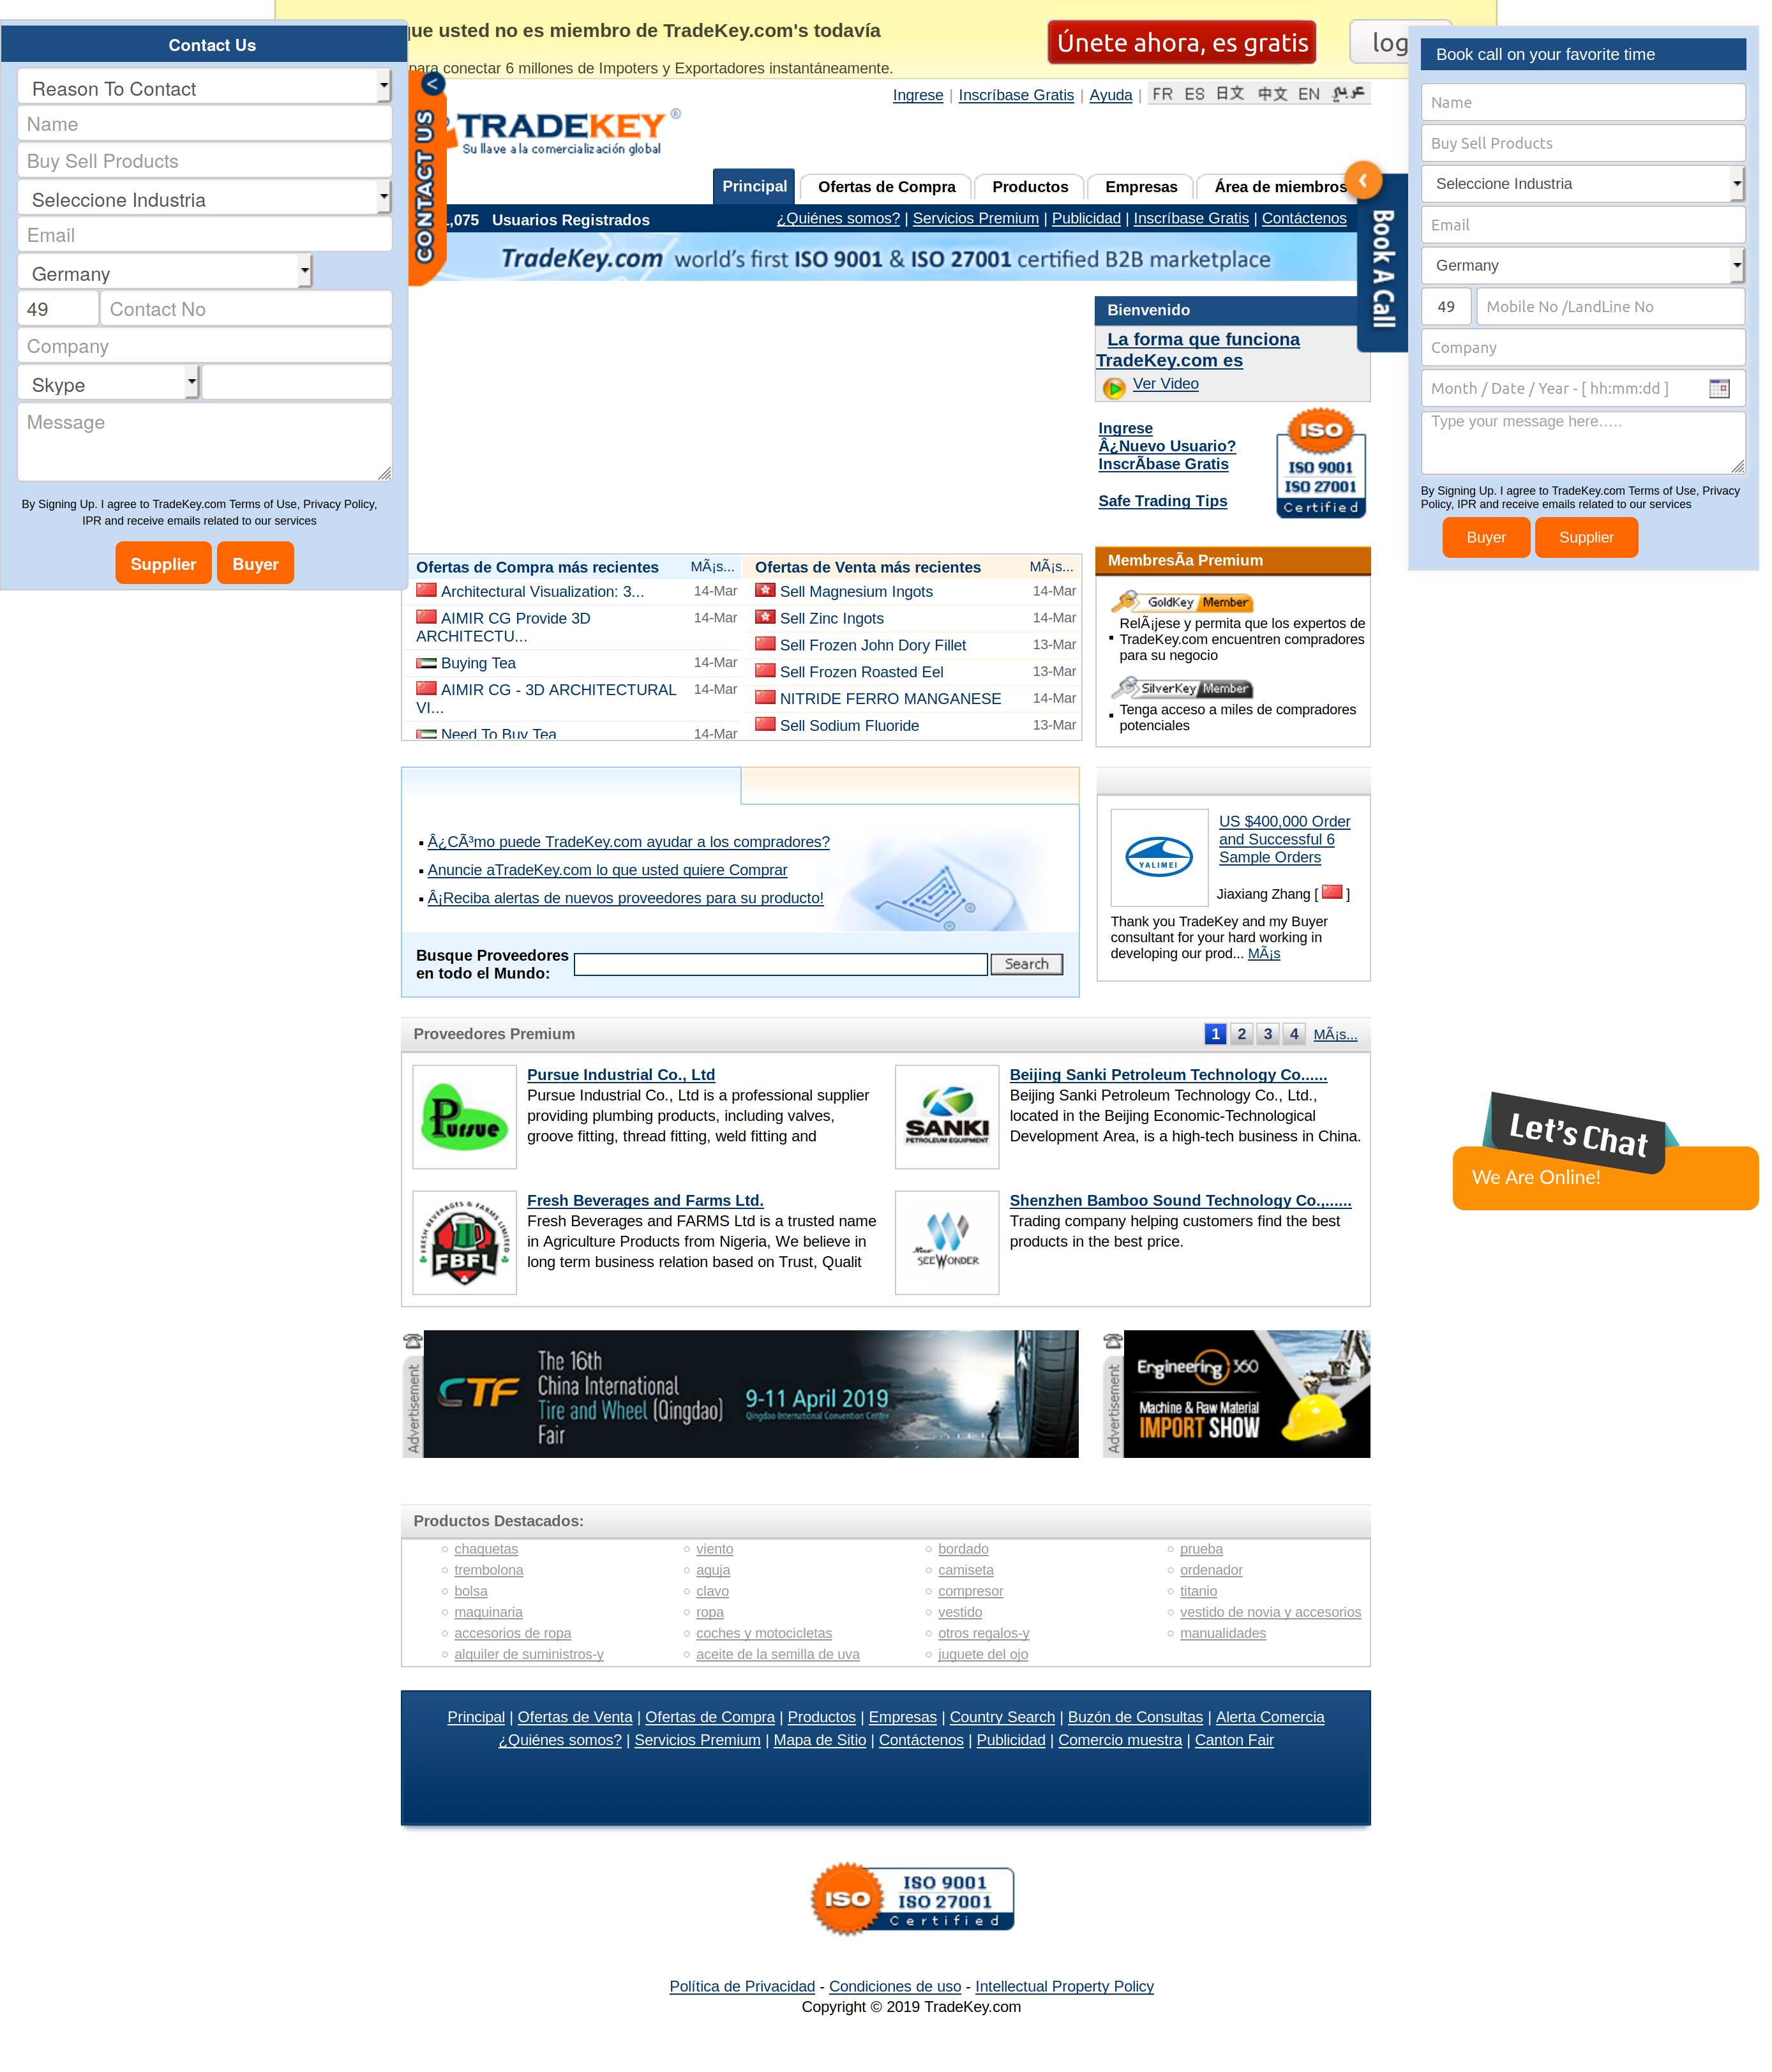 que usted no es miembro de TradeKey.com's todavía
para conectar 6 millones de Impoters y Exportadores instantáneamente.
Únete ahora, es gratis
log
Contact Us
Reason To Contact
Name
Buy Sell Products
Seleccione Industria
Email
Germany
49 Contact No
Company
Skype
Message
By Signing Up. I agree to TradeKey.com Terms of Use, Privacy Policy,
IPR and receive emails related to our services
Supplier Buyer
CONTACT US
Ingrese | Inscríbase Gratis | Ayuda | FR ES 日文 中文 EN عربي
TRADEKEY ®
Su llave a la comercialización global
Principal Ofertas de Compra Productos Empresas Área de miembros
,075 Usuarios Registrados
¿Quiénes somos? | Servicios Premium | Publicidad | Inscríbase Gratis | Contáctenos
TradeKey.com world's first ISO 9001 & ISO 27001 certified B2B marketplace
Book A Call
Book call on your favorite time
Name
Buy Sell Products
Seleccione Industria
Email
Germany
49 Mobile No /LandLine No
Company
Month / Date / Year - [ hh:mm:dd ]
Type your message here.....
By Signing Up. I agree to TradeKey.com Terms of Use, Privacy
Policy, IPR and receive emails related to our services
Buyer Supplier
Bienvenido
La forma que funciona
TradeKey.com es
Ver Video
Ingrese
Â¿Nuevo Usuario?
InscrÃbase Gratis
Safe Trading Tips
ISO
ISO 9001
ISO 27001
Certified
Ofertas de Compra más recientes MÃ¡s...
Architectural Visualization: 3... 14-Mar
AIMIR CG Provide 3D 14-Mar
ARCHITECTU...
Buying Tea 14-Mar
AIMIR CG - 3D ARCHITECTURAL 14-Mar
VI...
Need To Buy Tea 14-Mar
Ofertas de Venta más recientes MÃ¡s...
Sell Magnesium Ingots 14-Mar
Sell Zinc Ingots 14-Mar
Sell Frozen John Dory Fillet 13-Mar
Sell Frozen Roasted Eel 13-Mar
NITRIDE FERRO MANGANESE 14-Mar
Sell Sodium Fluoride 13-Mar
MembresÃa Premium
GoldKey Member
RelÃ¡jese y permita que los expertos de
TradeKey.com encuentren compradores
para su negocio
SilverKey Member
Tenga acceso a miles de compradores
potenciales
Â¿CÃ³mo puede TradeKey.com ayudar a los compradores?
Anuncie aTradeKey.com lo que usted quiere Comprar
Â¡Reciba alertas de nuevos proveedores para su producto!
Busque Proveedores
en todo el Mundo:
Search
YALIMEI
US $400,000 Order
and Successful 6
Sample Orders
Jiaxiang Zhang [ ]
Thank you TradeKey and my Buyer
consultant for your hard working in
developing our prod... MÃ¡s
Proveedores Premium 1 2 3 4 MÃ¡s...
Pursue
Pursue Industrial Co., Ltd
Pursue Industrial Co., Ltd is a professional supplier
providing plumbing products, including valves,
groove fitting, thread fitting, weld fitting and
SANKI
PETROLEUM EQUIPMENT
Beijing Sanki Petroleum Technology Co......
Beijing Sanki Petroleum Technology Co., Ltd.,
located in the Beijing Economic-Technological
Development Area, is a high-tech business in China.
FRESH BEVERAGES & FARMS LIMITED
FBFL
Fresh Beverages and Farms Ltd.
Fresh Beverages and FARMS Ltd is a trusted name
in Agriculture Products from Nigeria, We believe in
long term business relation based on Trust, Qualit
Nico
SEEWONDER
Shenzhen Bamboo Sound Technology Co.,......
Trading company helping customers find the best
products in the best price.
Let's Chat
We Are Online!
Advertisement
CTF
The 16th
China International
Tire and Wheel (Qingdao)
Fair
9-11 April 2019
Qingdao International Convention Center
Advertisement
Engineering 360
Machine & Raw Material
IMPORT SHOW
Productos Destacados:
chaquetas viento bordado prueba
trembolona aguja camiseta ordenador
bolsa clavo compresor titanio
maquinaria ropa vestido vestido de novia y accesorios
accesorios de ropa coches y motocicletas otros regalos-y manualidades
alquiler de suministros-y aceite de la semilla de uva juguete del ojo
Principal | Ofertas de Venta | Ofertas de Compra | Productos | Empresas | Country Search | Buzón de Consultas | Alerta Comercia
¿Quiénes somos? | Servicios Premium | Mapa de Sitio | Contáctenos | Publicidad | Comercio muestra | Canton Fair
ISO
ISO 9001
ISO 27001
Certified
Política de Privacidad - Condiciones de uso - Intellectual Property Policy
Copyright © 2019 TradeKey.com